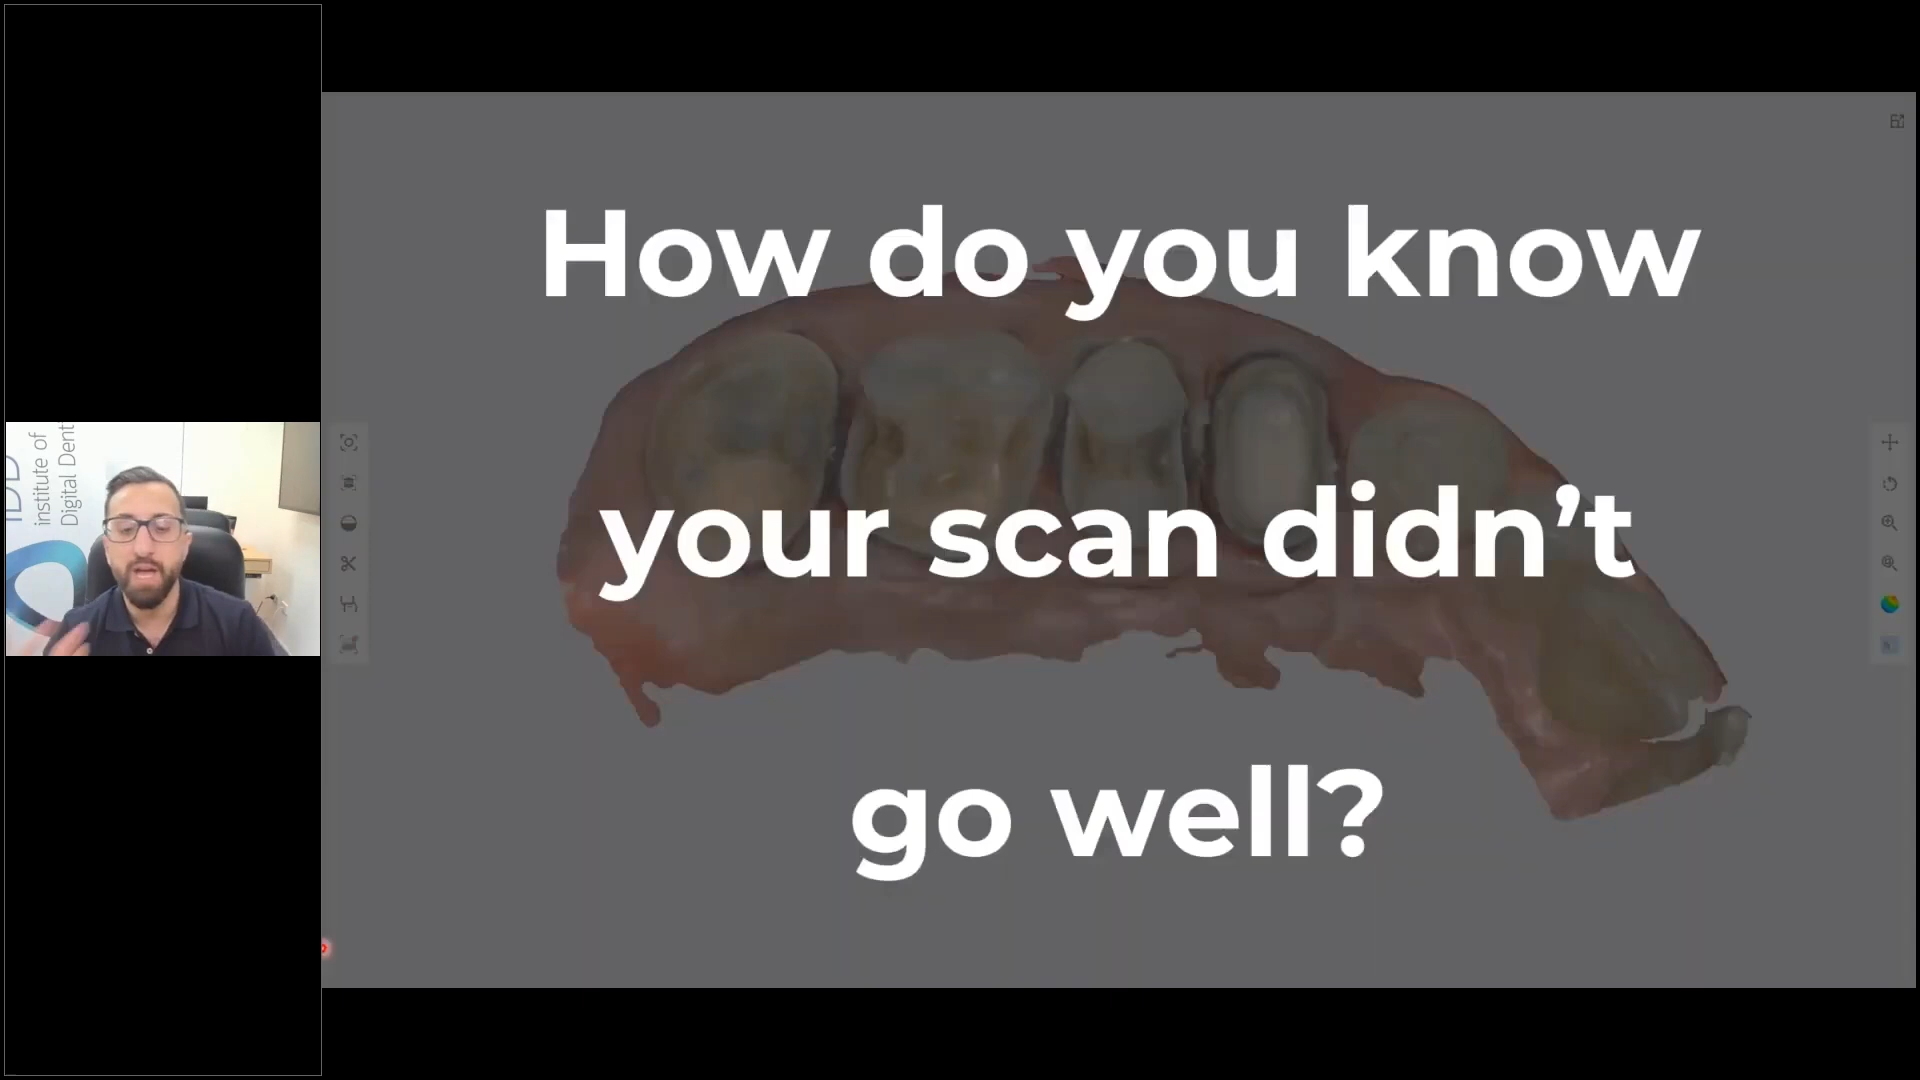 How do you know
your scan didn’t
go well?
institute of
Digital Dent